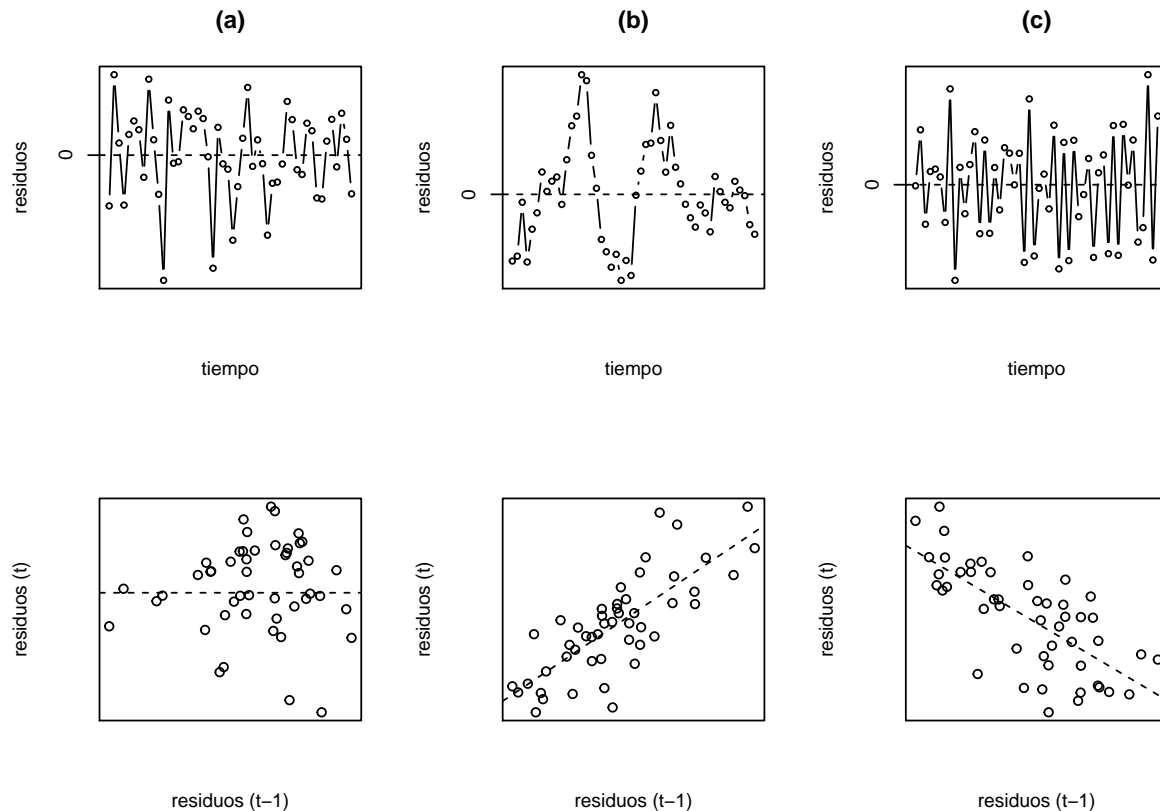 (a)
(b)
(c)
residuos
0
tiempo
residuos
0
tiempo
residuos
0
tiempo
residuos (t)
residuos (t−1)
residuos (t)
residuos (t−1)
residuos (t)
residuos (t−1)